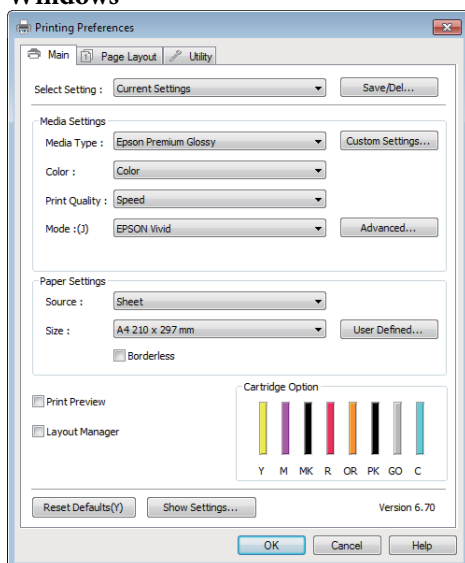 Windows
Printing Preferences
Main Page Layout Utility
Select Setting : Current Settings Save/Del...
Media Settings
Media Type : Epson Premium Glossy Custom Settings...
Color : Color
Print Quality : Speed
Mode :(J) EPSON Vivid Advanced...
Paper Settings
Source : Sheet
Size : A4 210 x 297 mm User Defined...
Borderless
Cartridge Option
Print Preview
Layout Manager
Y M MK R OR PK GO C
Reset Defaults(Y) Show Settings... Version 6.70
OK Cancel Help